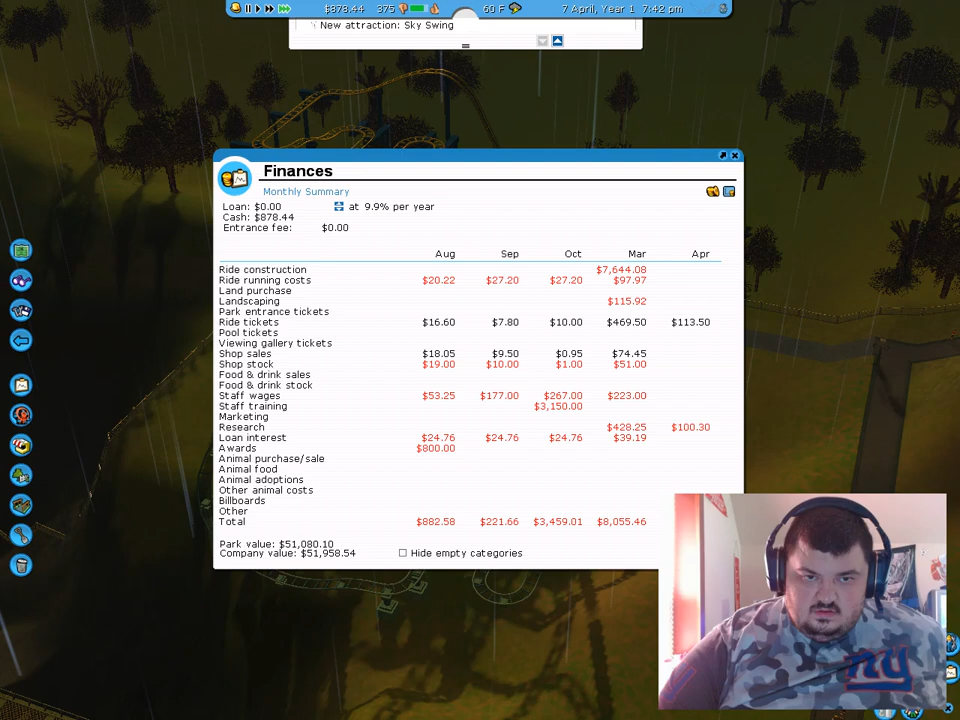 $878.44 375 60 F 7 April, Year 1 7:42 pm
New attraction: Sky Swing
Finances
Monthly Summary
Loan: $0.00 at 9.9% per year
Cash: $878.44
Entrance fee: $0.00
Aug Sep Oct Mar Apr
Ride construction $7,644.08
Ride running costs $20.22 $27.20 $27.20 $97.97
Land purchase
Landscaping $115.92
Park entrance tickets
Ride tickets $16.60 $7.80 $10.00 $469.50 $113.50
Pool tickets
Viewing gallery tickets
Shop sales $18.05 $9.50 $0.95 $74.45
Shop stock $19.00 $10.00 $1.00 $51.00
Food & drink sales
Food & drink stock
Staff wages $53.25 $177.00 $267.00 $223.00
Staff training $3,150.00
Marketing
Research $428.25 $100.30
Loan interest $24.76 $24.76 $24.76 $39.19
Awards $800.00
Animal purchase/sale
Animal food
Animal adoptions
Other animal costs
Billboards
Other
Total $882.58 $221.66 $3,459.01 $8,055.46
Park value: $51,080.10
Company value: $51,958.54 Hide empty categories
ny